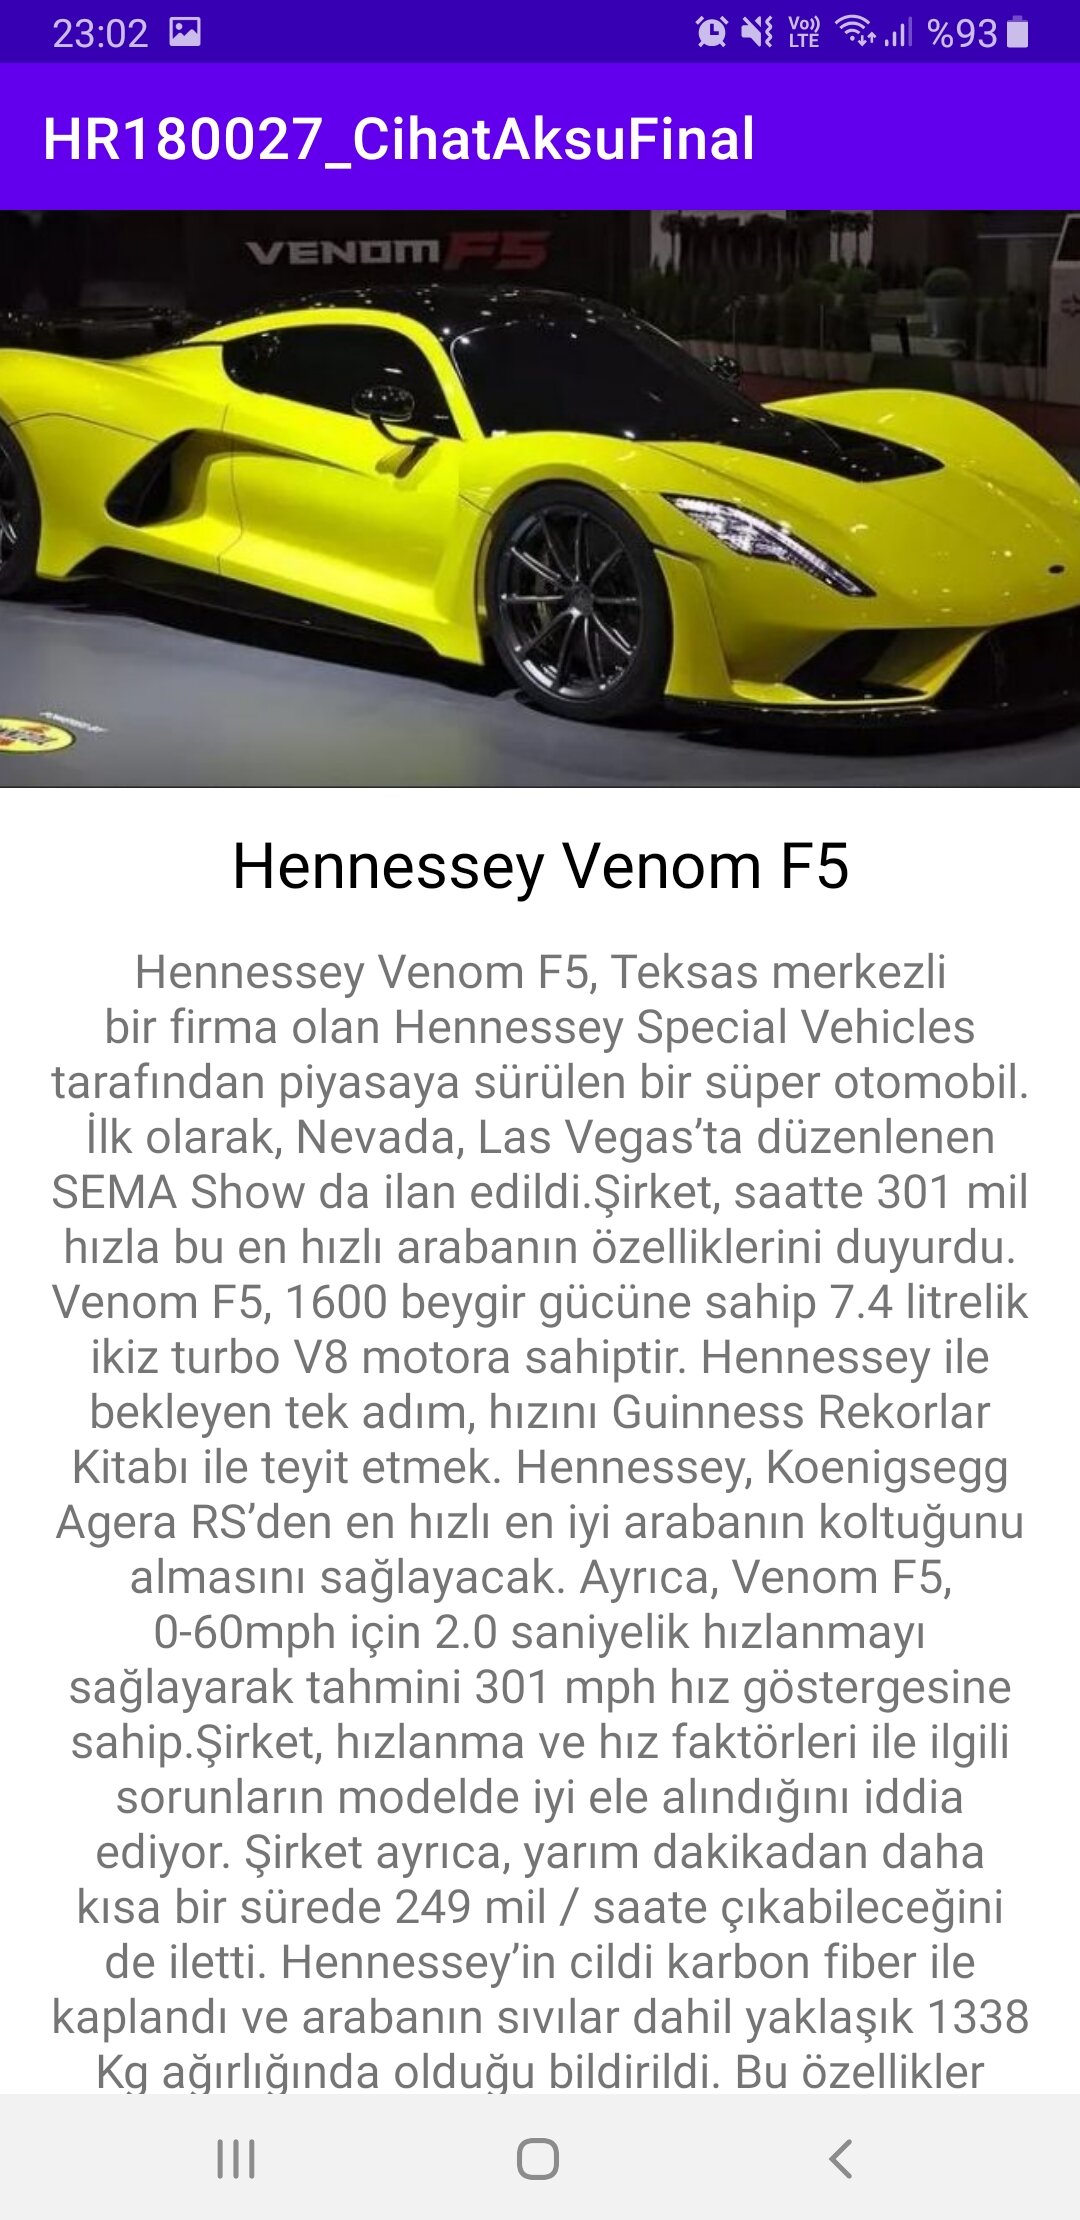 23:02
Vo))
LTE
%93
HR180027_CihatAksuFinal
VENOM F5
POWERED BY
Hennessey Venom F5
Hennessey Venom F5, Teksas merkezli
bir firma olan Hennessey Special Vehicles
tarafından piyasaya sürülen bir süper otomobil.
İlk olarak, Nevada, Las Vegas’ta düzenlenen
SEMA Show da ilan edildi.Şirket, saatte 301 mil
hızla bu en hızlı arabanın özelliklerini duyurdu.
Venom F5, 1600 beygir gücüne sahip 7.4 litrelik
ikiz turbo V8 motora sahiptir. Hennessey ile
bekleyen tek adım, hızını Guinness Rekorlar
Kitabı ile teyit etmek. Hennessey, Koenigsegg
Agera RS’den en hızlı en iyi arabanın koltuğunu
almasını sağlayacak. Ayrıca, Venom F5,
0-60mph için 2.0 saniyelik hızlanmayı
sağlayarak tahmini 301 mph hız göstergesine
sahip.Şirket, hızlanma ve hız faktörleri ile ilgili
sorunların modelde iyi ele alındığını iddia
ediyor. Şirket ayrıca, yarım dakikadan daha
kısa bir sürede 249 mil / saate çıkabileceğini
de iletti. Hennessey’in cildi karbon fiber ile
kaplandı ve arabanın sıvılar dahil yaklaşık 1338
Kg ağırlığında olduğu bildirildi. Bu özellikler